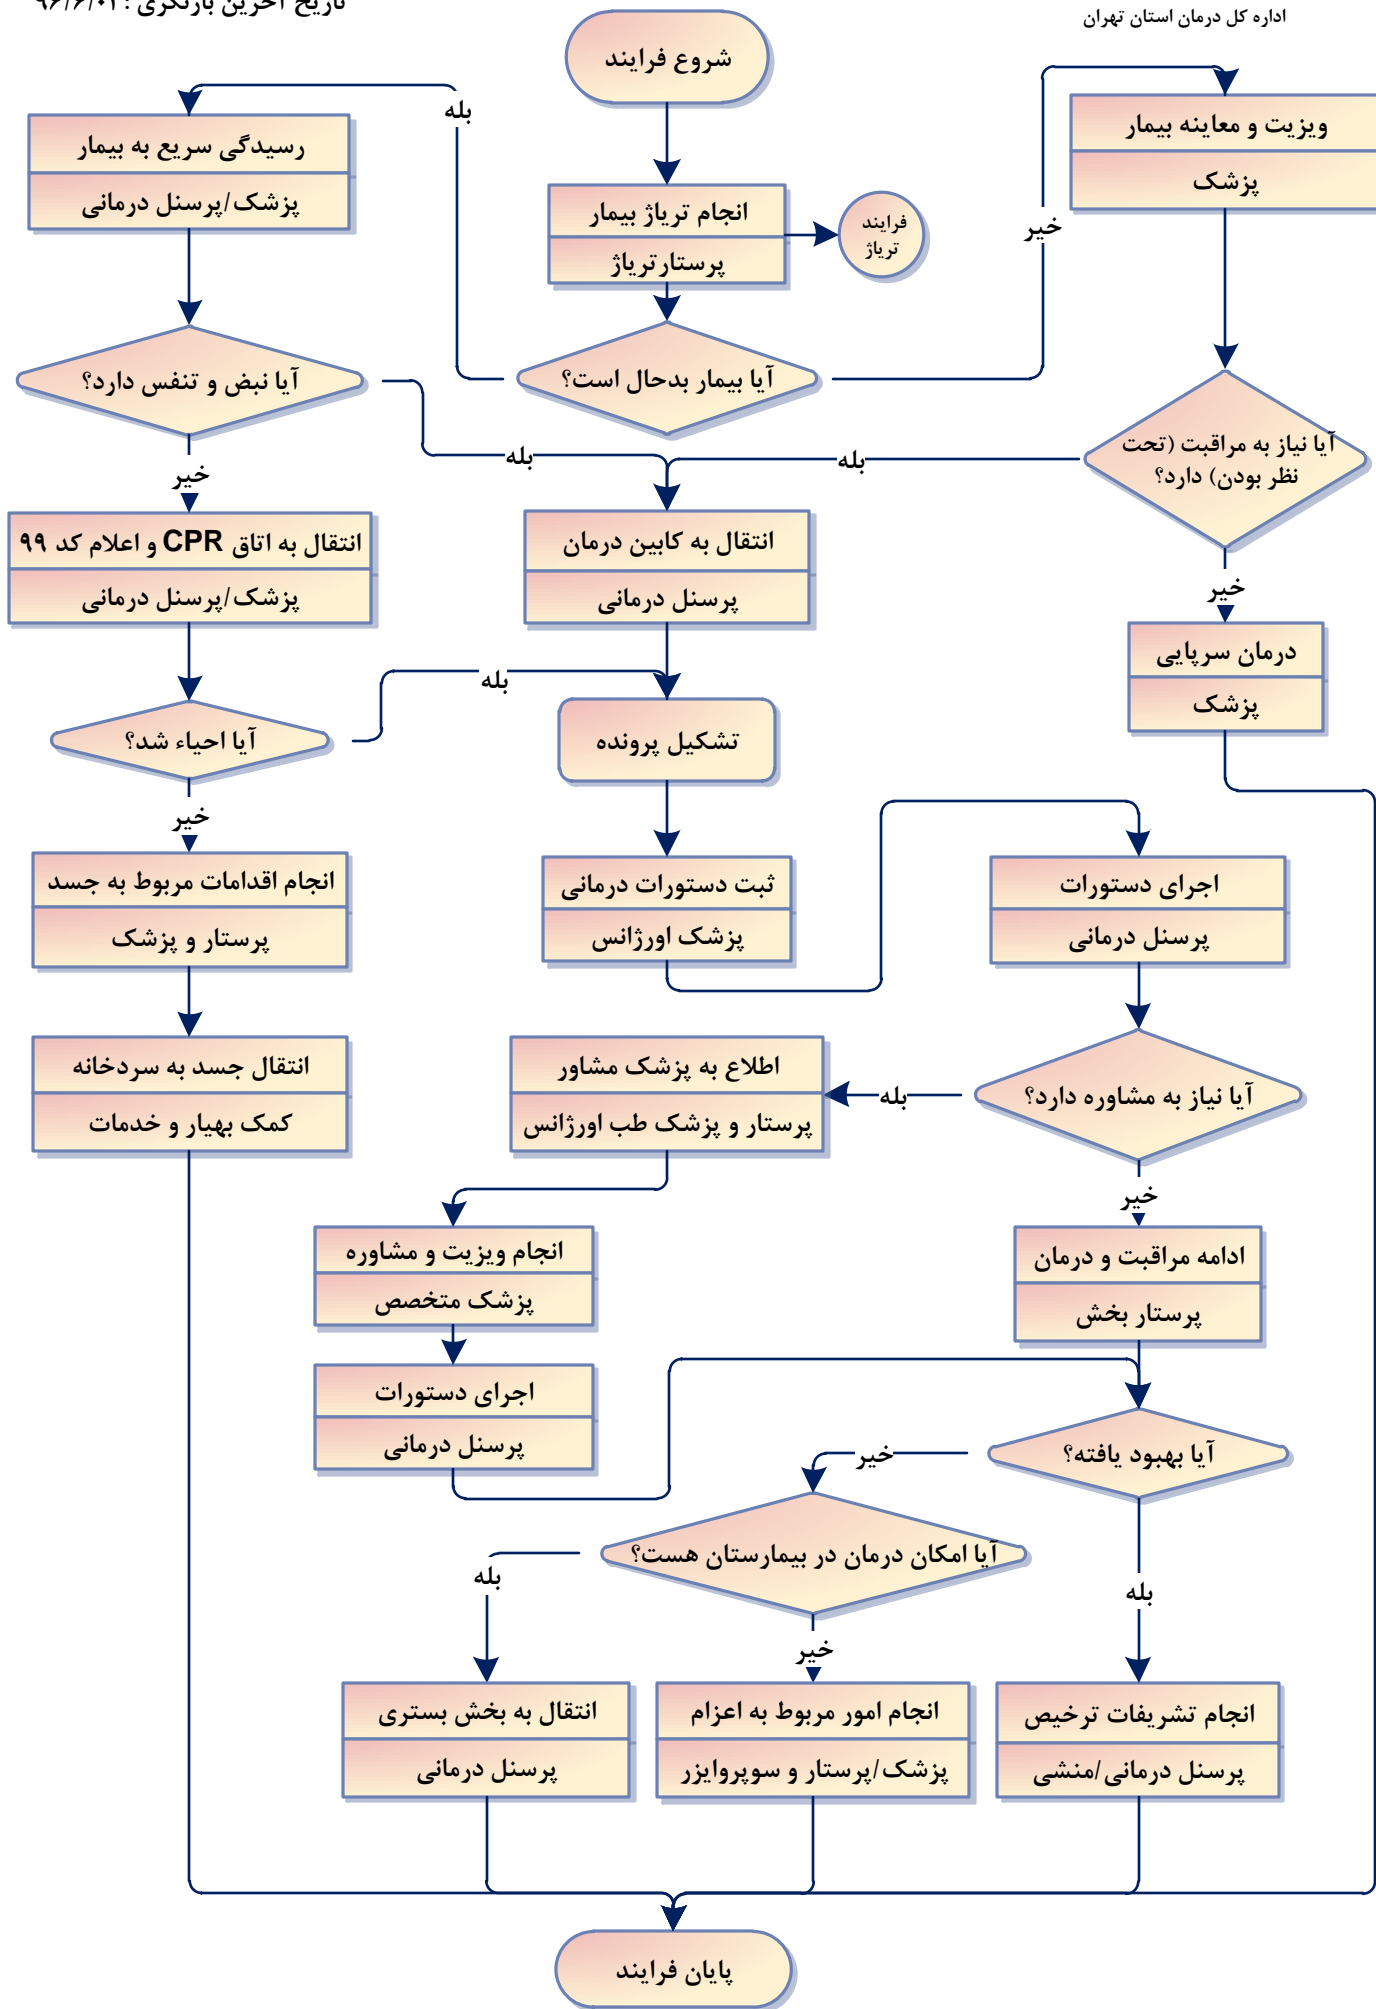 اداره کل درمان استان تهران
تاریخ آخرین بازنگری :
شروع فرایند
انجام تریاژ بیمار
پرستارتریاژ
فرایند
تریاژ
آیا بیمار بدحال است؟
خیر
ویزیت و معاینه بیمار
پزشک
بله
رسیدگی سریع به بیمار
پزشک/پرسنل درمانی
آیا نبض و تنفس دارد؟
بله
خیر
آیا نیاز به مراقبت (تحت
نظر بودن) دارد؟
بله
خیر
درمان سرپایی
پزشک
انتقال به کابین درمان
پرسنل درمانی
انتقال به اتاق CPR و اعلام کد ۹۹
پزشک/پرسنل درمانی
آیا احیاء شد؟
بله
خیر
تشکیل پرونده
ثبت دستورات درمانی
پزشک اورژانس
اجرای دستورات
پرسنل درمانی
انجام اقدامات مربوط به جسد
پرستار و پزشک
انتقال جسد به سردخانه
کمک بهیار و خدمات
آیا نیاز به مشاوره دارد؟
بله
خیر
اطلاع به پزشک مشاور
پرستار و پزشک طب اورژانس
انجام ویزیت و مشاوره
پزشک متخصص
اجرای دستورات
پرسنل درمانی
ادامه مراقبت و درمان
پرستار بخش
آیا بهبود یافته؟
خیر
بله
آیا امکان درمان در بیمارستان هست؟
بله
خیر
انجام تشریفات ترخیص
پرسنل درمانی/منشی
انجام امور مربوط به اعزام
پزشک/پرستار و سوپروایزر
انتقال به بخش بستری
پرسنل درمانی
پایان فرایند